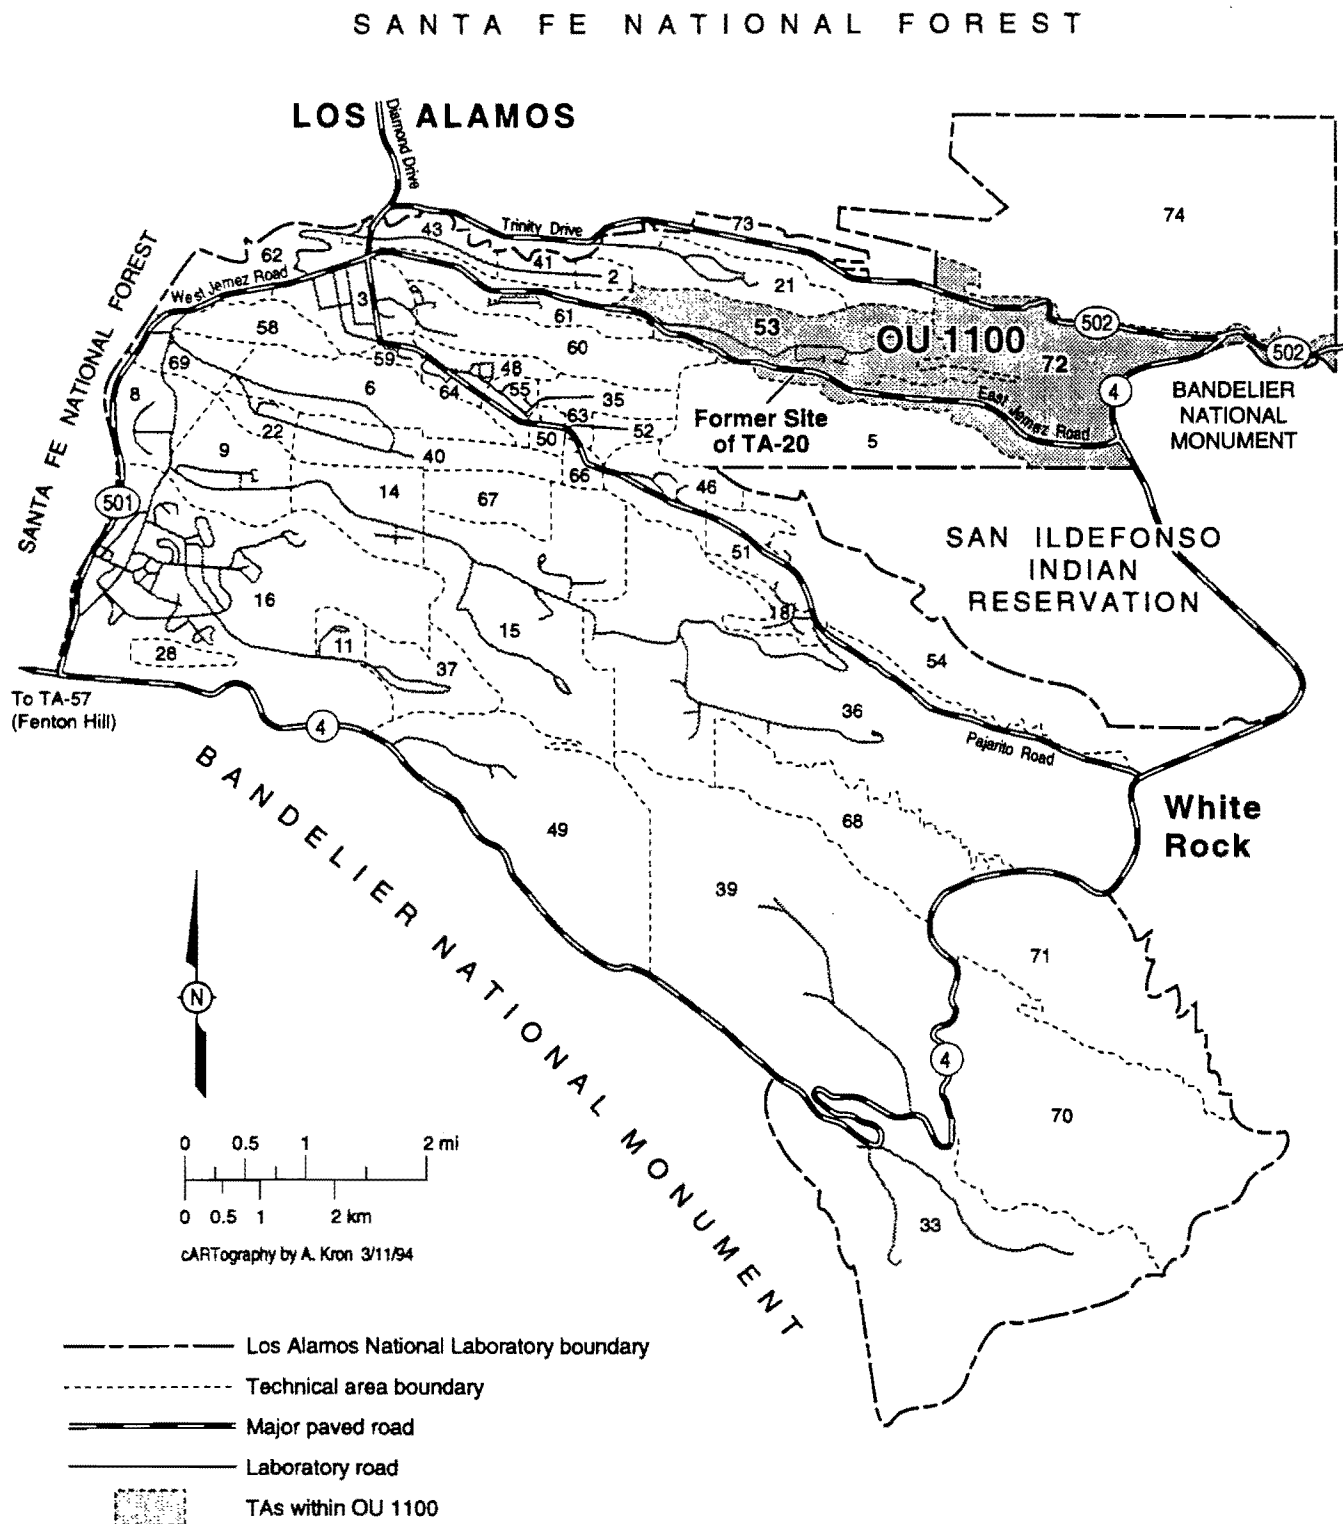 SANTA FE NATIONAL FOREST
LOS ALAMOS
Diamond Drive
74
73
Trinity Drive
43
62
41
2
21
West Jemez Road
3
SANTA FE NATIONAL FOREST
58
61
53
OU 1100
502
502
60
59
72
69
48
6
64
55
35
4
BANDELIER
NATIONAL
MONUMENT
8
East Jemez Road
Former Site
of TA-20
63
52
22
50
5
9
40
66
46
14
67
501
51
SAN ILDEFONSO
INDIAN
RESERVATION
16
18
15
11
28
37
54
To TA-57
(Fenton Hill)
36
4
Pajarito Road
BANDELIER NATIONAL MONUMENT
White
Rock
49
68
39
71
N
4
70
0 0.5 1 2 mi
0 0.5 1 2 km
33
cARTography by A. Kron 3/11/94
Los Alamos National Laboratory boundary
Technical area boundary
Major paved road
Laboratory road
TAs within OU 1100